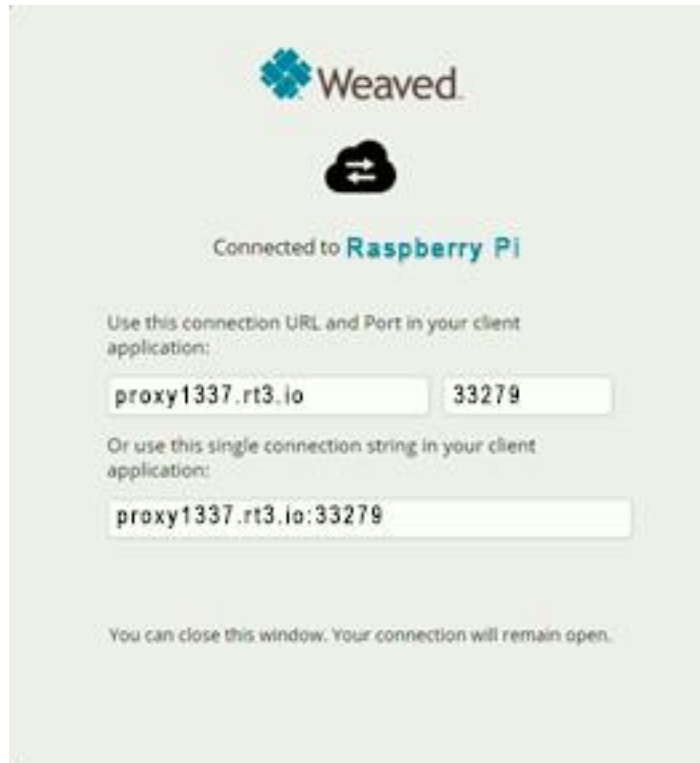 Weaved
Connected to Raspberry Pi
Use this connection URL and Port in your client
application:
proxy1337.rt3.io 33279
Or use this single connection string in your client
application:
proxy1337.rt3.io:33279
You can close this window. Your connection will remain open.